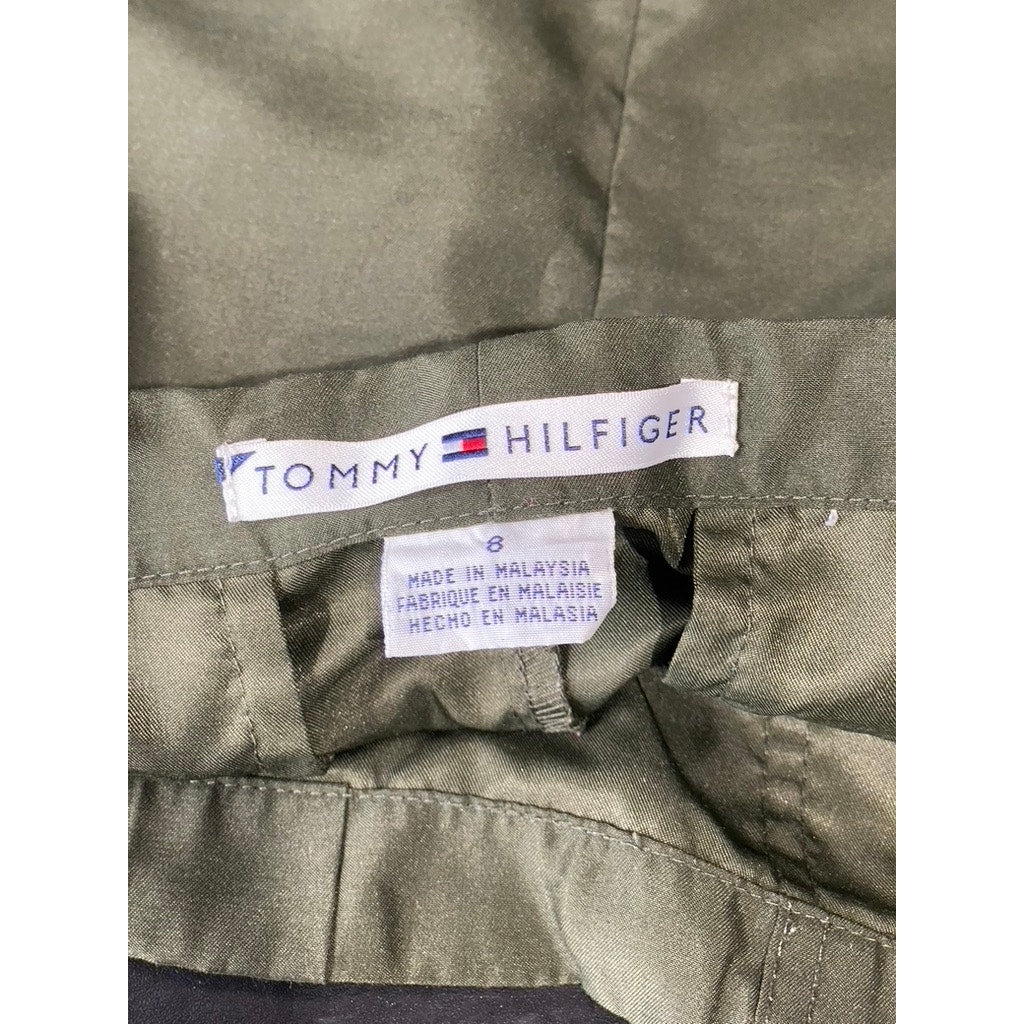 TOMMY HILFIGER
8
MADE IN MALAYSIA
FABRIQUE EN MALAISIE
HECHO EN MALASIA